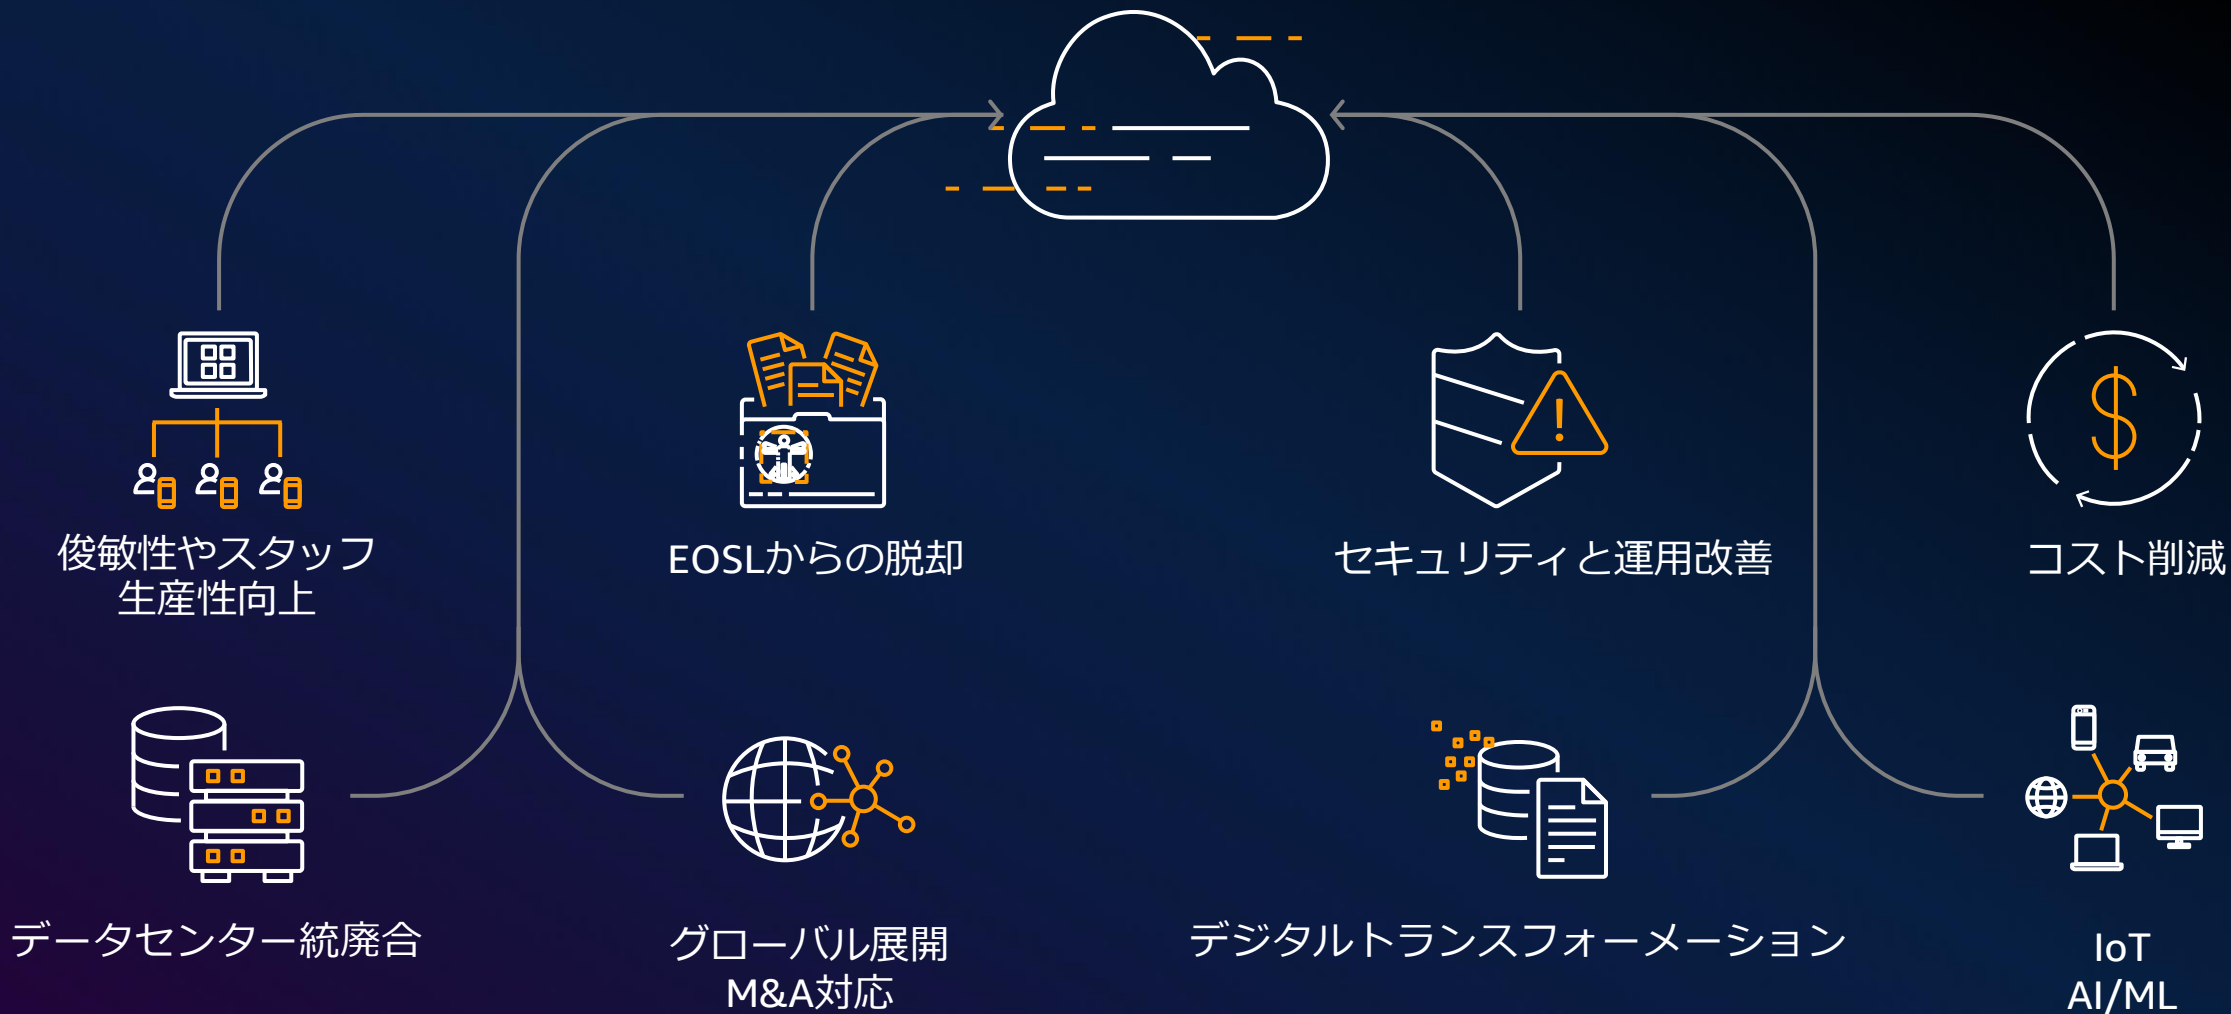 俊敏性やスタッフ
生産性向上
EOSLからの脱却
セキュリティと運用改善
コスト削減
データセンター統廃合
グローバル展開
M&A対応
デジタルトランスフォーメーション
IoT
AI/ML